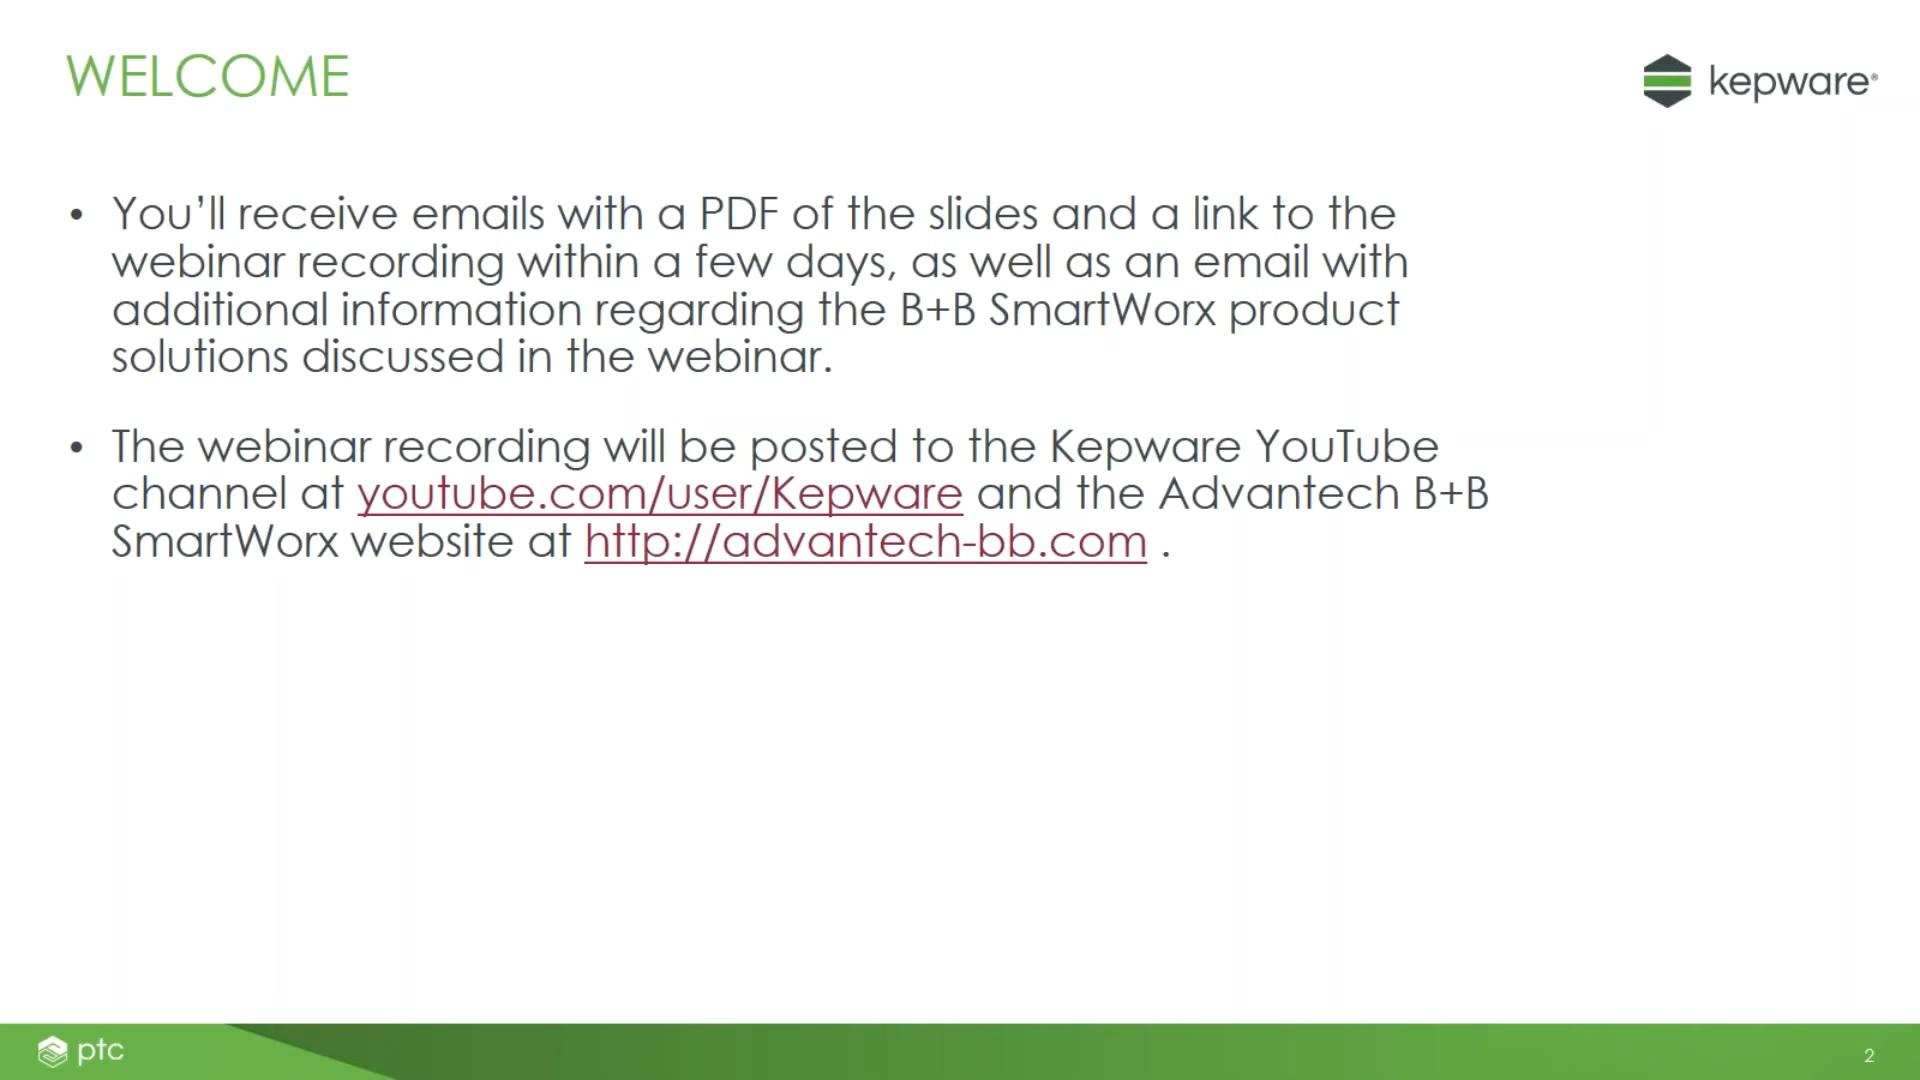 WELCOME
kepware®
• You’ll receive emails with a PDF of the slides and a link to the
webinar recording within a few days, as well as an email with
additional information regarding the B+B SmartWorx product
solutions discussed in the webinar.
• The webinar recording will be posted to the Kepware YouTube
channel at youtube.com/user/Kepware and the Advantech B+B
SmartWorx website at http://advantech-bb.com .
ptc
2